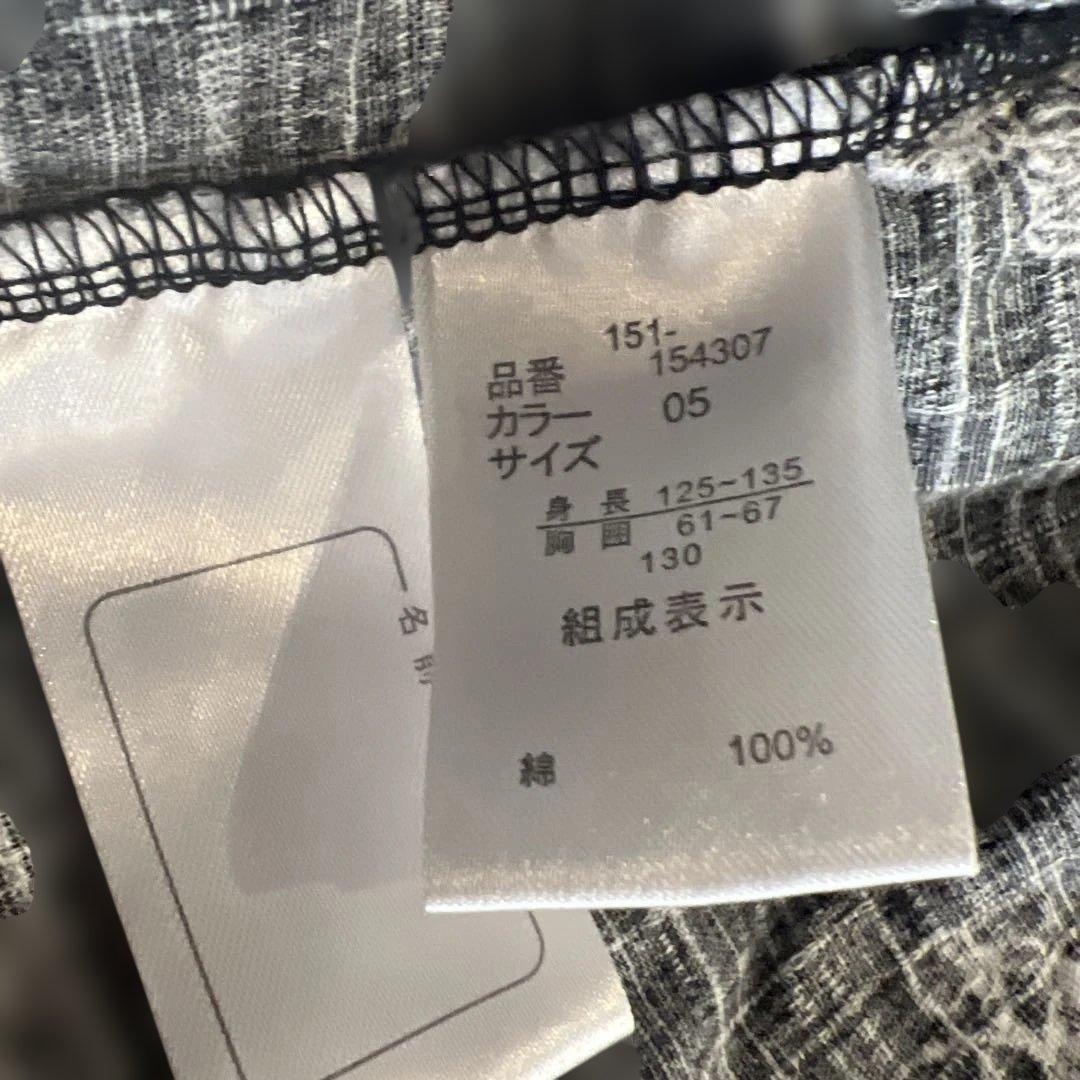 151-
品番 154307
カラー 05
サイズ
身長 125~135
胸囲 61~67
130
組成表示
綿 100%
名